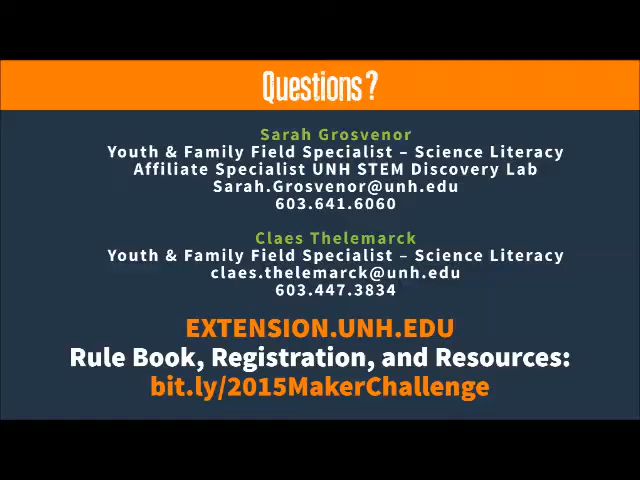 Questions?
Sarah Grosvenor
Youth & Family Field Specialist – Science Literacy
Affiliate Specialist UNH STEM Discovery Lab
Sarah.Grosvenor@unh.edu
603.641.6060
Claes Thelemarck
Youth & Family Field Specialist – Science Literacy
claes.thelemarck@unh.edu
603.447.3834
EXTENSION.UNH.EDU
Rule Book, Registration, and Resources:
bit.ly/2015MakerChallenge